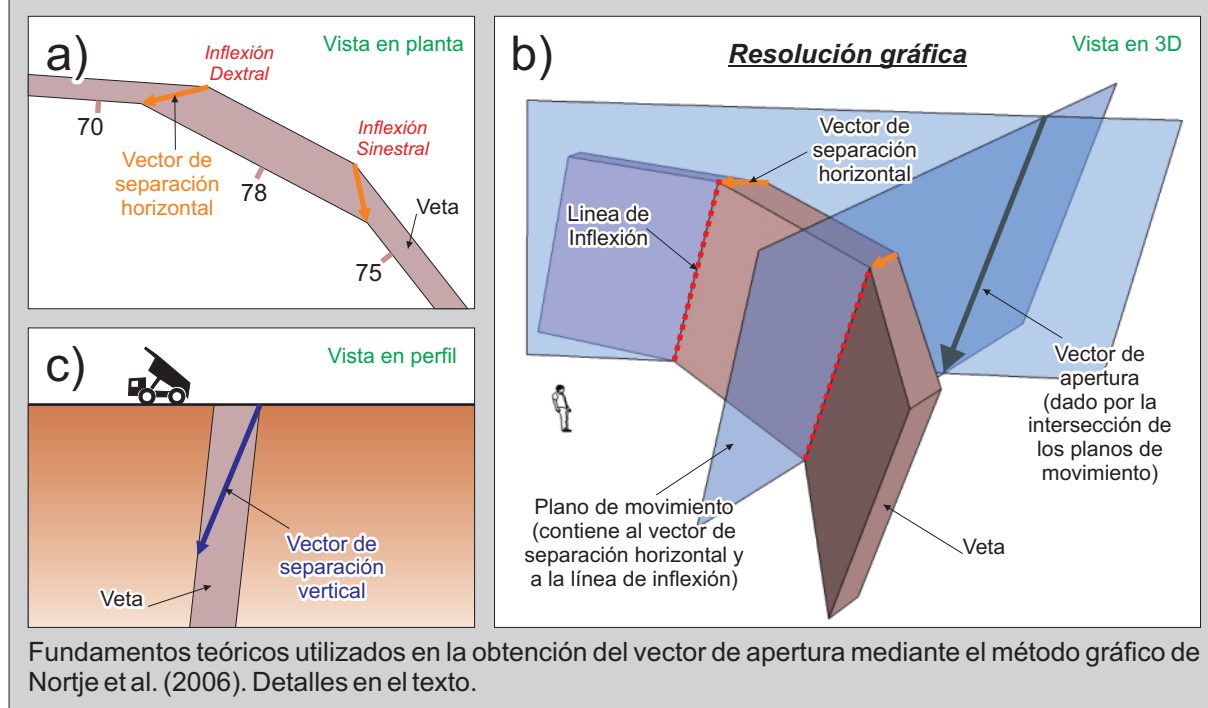 a)
Vista en planta
Inflexión
Dextral
70
Vector de
separación
horizontal
Inflexión
Sinestral
78
Veta
75
b)
Resolución gráfica
Vista en 3D
Vector de
separación
horizontal
Linea de
Inflexión
Vector de
apertura
(dado por la
intersección de
los planos de
movimiento)
Plano de movimiento
(contiene al vector de
separación horizontal y
a la línea de inflexión)
Veta
c)
Vista en perfil
Vector de
separación
vertical
Veta
Fundamentos teóricos utilizados en la obtención del vector de apertura mediante el método gráfico de
Nortje et al. (2006). Detalles en el texto.